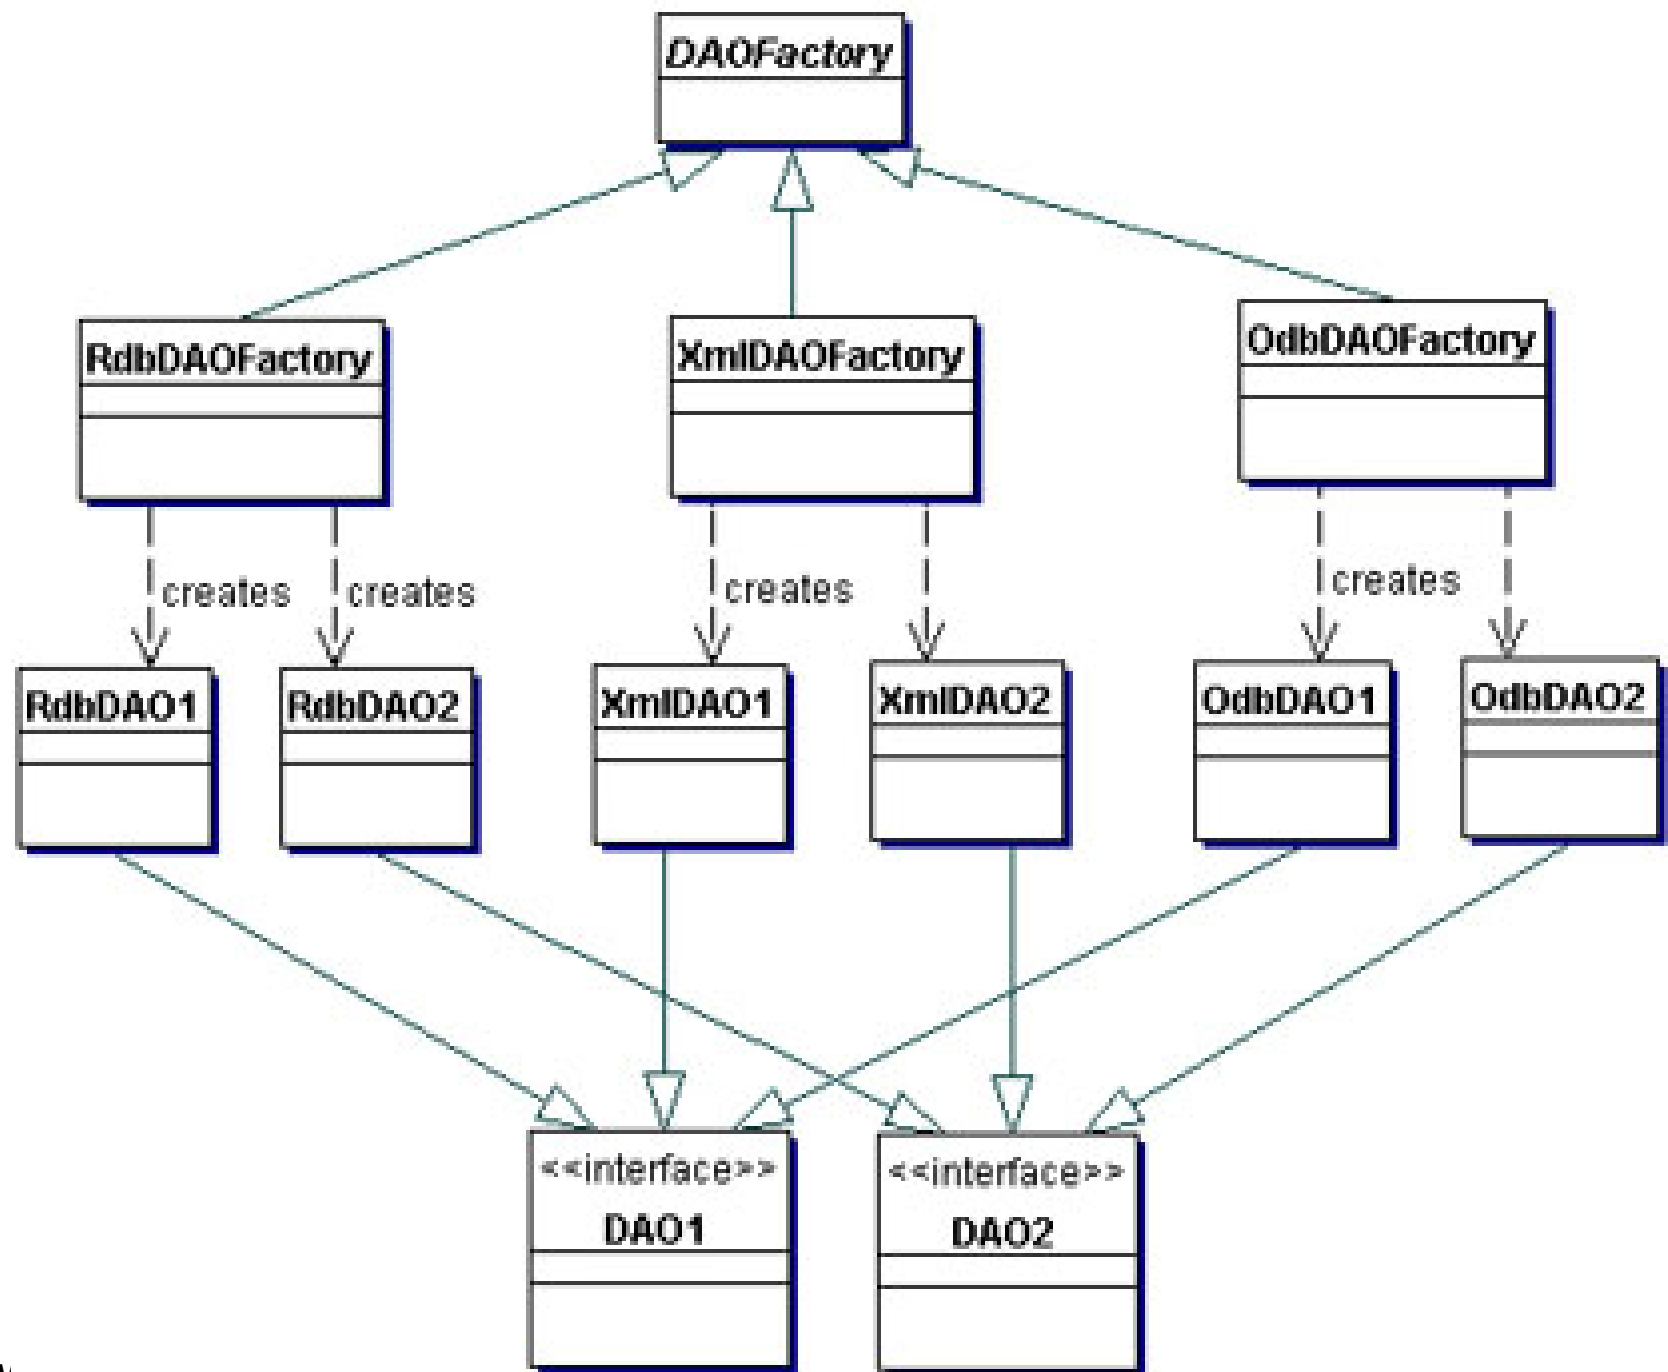 DAOFactory
RdbDAOFactory
XmlDAOFactory
OdbDAOFactory
creates
creates
creates
creates
RdbDAO1
RdbDAO2
XmlDAO1
XmlDAO2
OdbDAO1
OdbDAO2
<<interface>>
DAO1
<<interface>>
DAO2